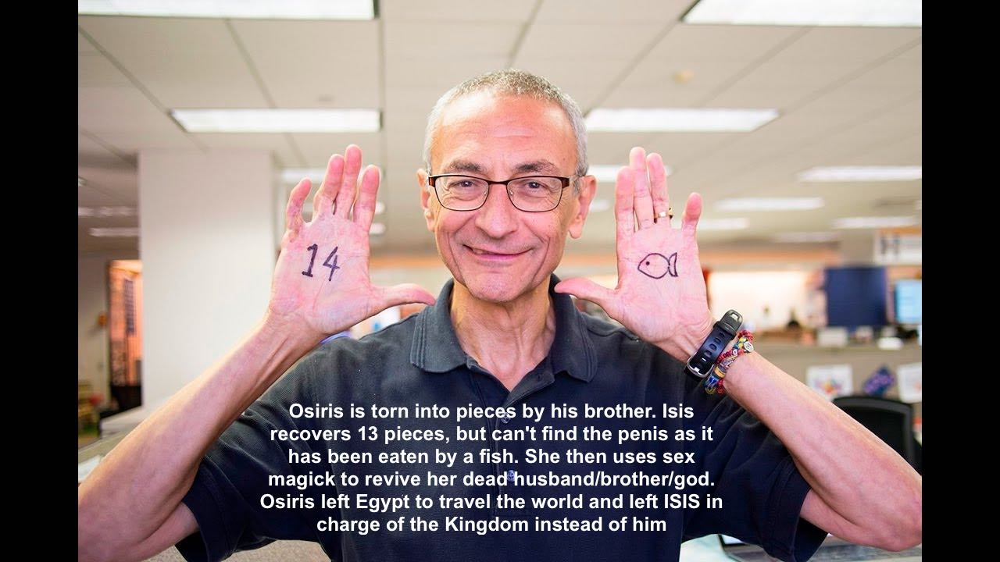 14
Osiris is torn into pieces by his brother. Isis
recovers 13 pieces, but can't find the penis as it
has been eaten by a fish. She then uses sex
magick to revive her dead husband/brother/god.
Osiris left Egypt to travel the world and left ISIS in
charge of the Kingdom instead of him